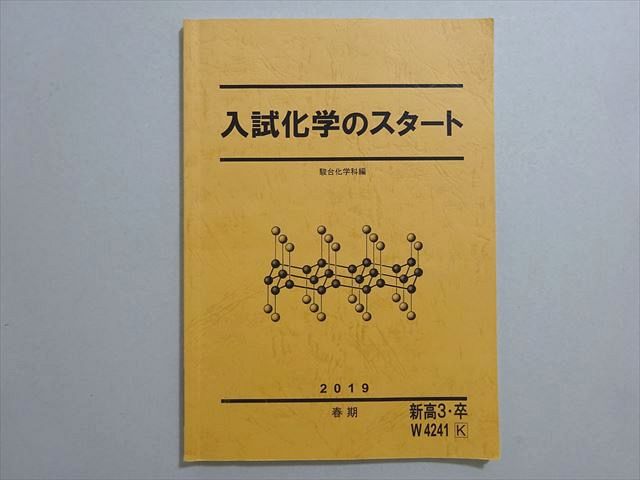 入試化学のスタート
駿台化学科編
2019
春期
新高3・卒
W4241 K